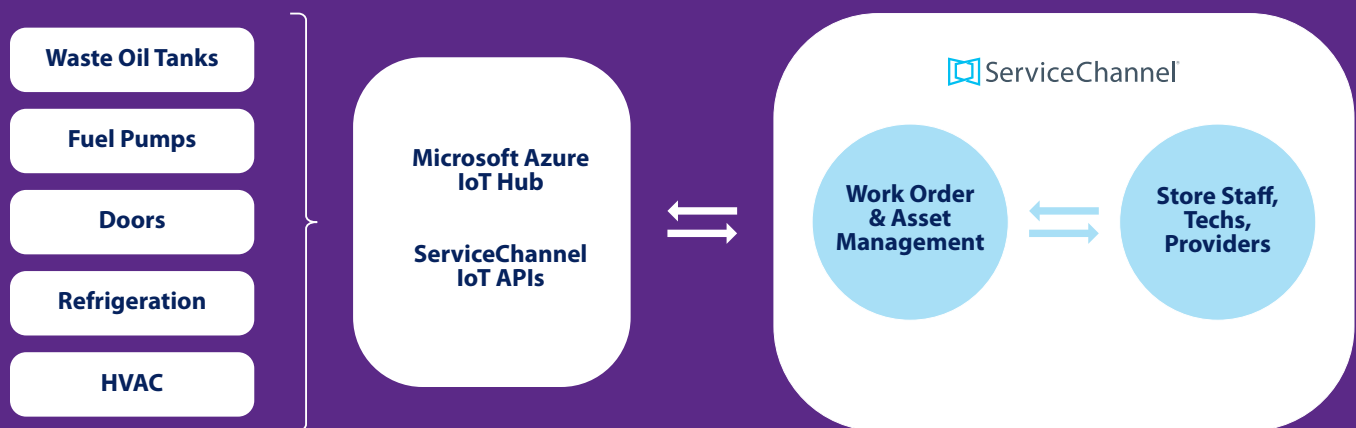 Waste Oil Tanks
Fuel Pumps
Doors
Refrigeration
HVAC
Microsoft Azure
IoT Hub
ServiceChannel
IoT APIs
ServiceChannel®
Work Order
& Asset
Management
Store Staff,
Techs,
Providers